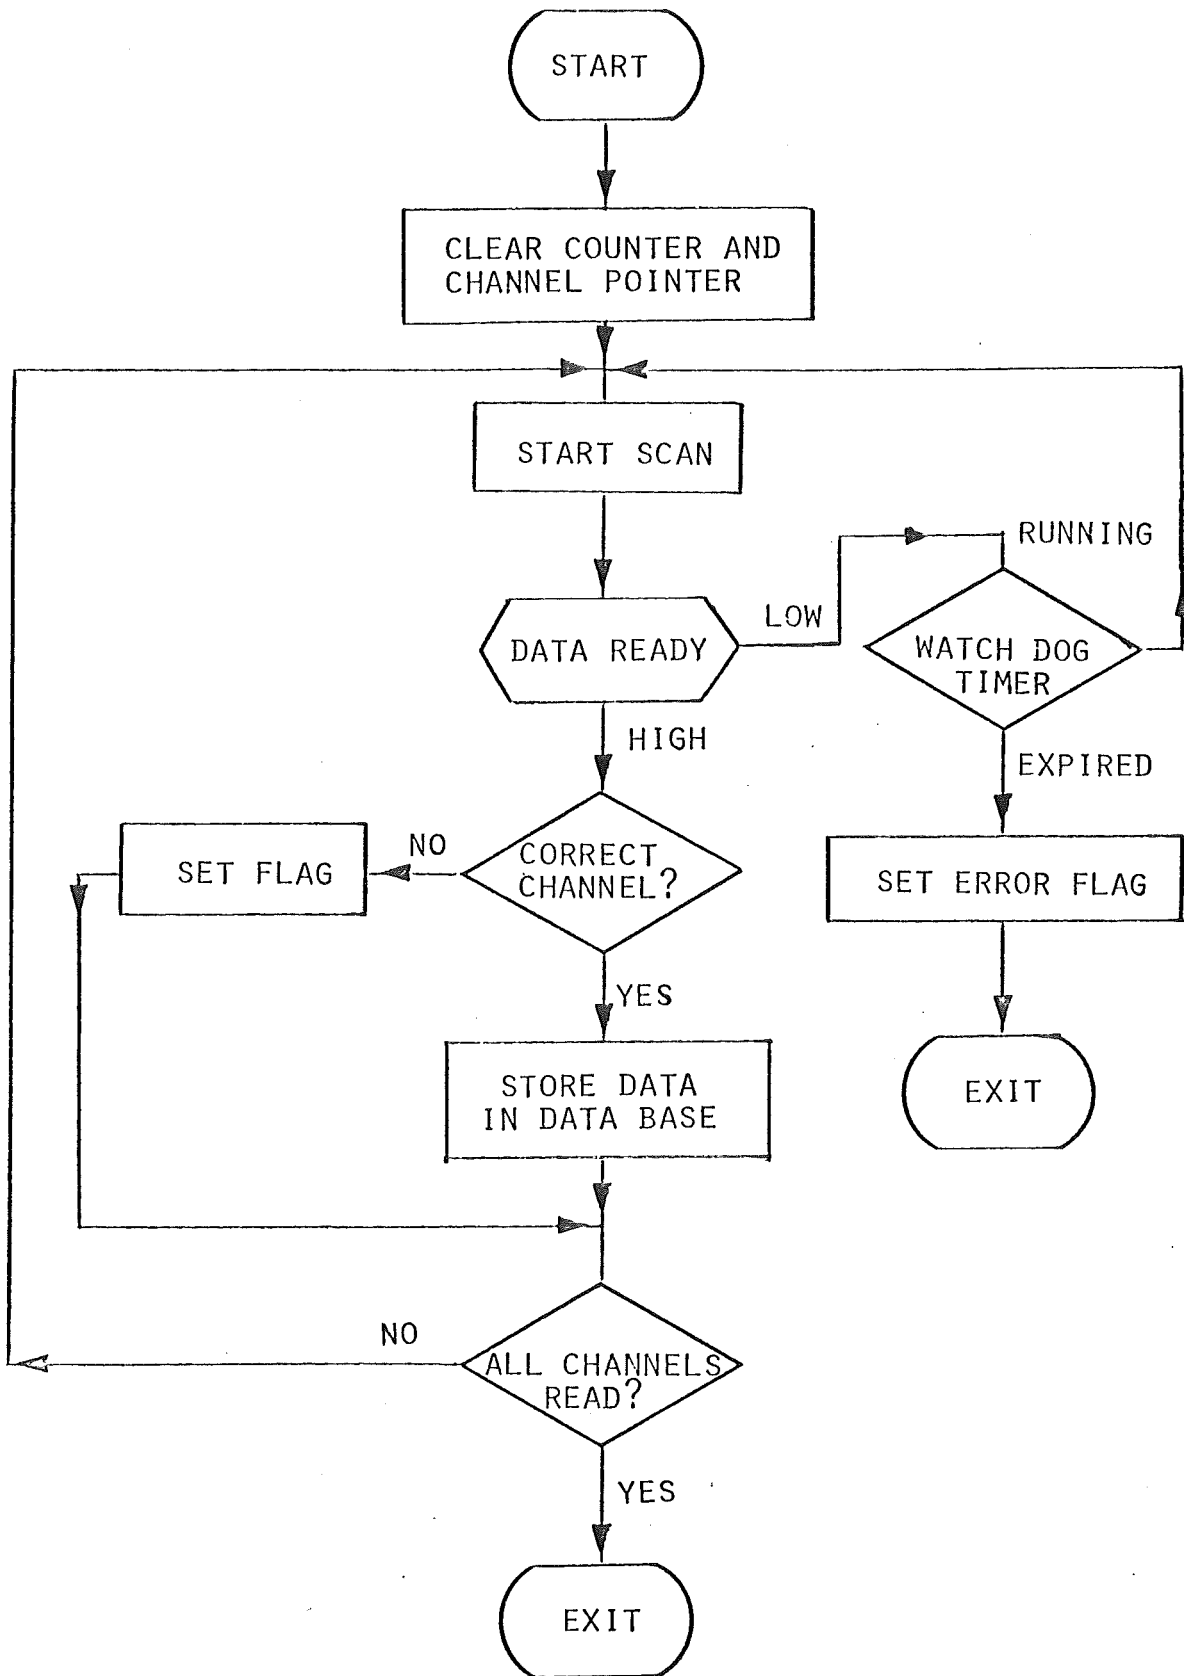 START
CLEAR COUNTER AND
CHANNEL POINTER
START SCAN
RUNNING
LOW
DATA READY
WATCH DOG
TIMER
HIGH
EXPIRED
NO
CORRECT
CHANNEL?
SET FLAG
SET ERROR FLAG
YES
STORE DATA
IN DATA BASE
EXIT
NO
ALL CHANNELS
READ?
YES
EXIT